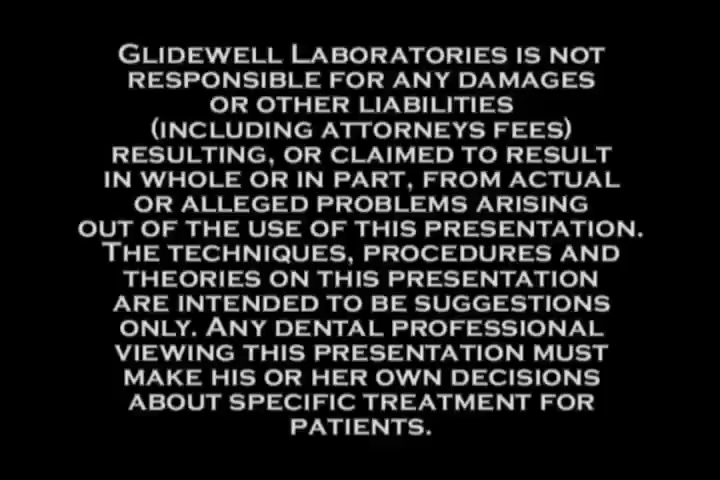 GLIDEWELL LABORATORIES IS NOT
RESPONSIBLE FOR ANY DAMAGES
OR OTHER LIABILITIES
(INCLUDING ATTORNEYS FEES)
RESULTING, OR CLAIMED TO RESULT
IN WHOLE OR IN PART, FROM ACTUAL
OR ALLEGED PROBLEMS ARISING
OUT OF THE USE OF THIS PRESENTATION.
THE TECHNIQUES, PROCEDURES AND
THEORIES ON THIS PRESENTATION
ARE INTENDED TO BE SUGGESTIONS
ONLY. ANY DENTAL PROFESSIONAL
VIEWING THIS PRESENTATION MUST
MAKE HIS OR HER OWN DECISIONS
ABOUT SPECIFIC TREATMENT FOR
PATIENTS.